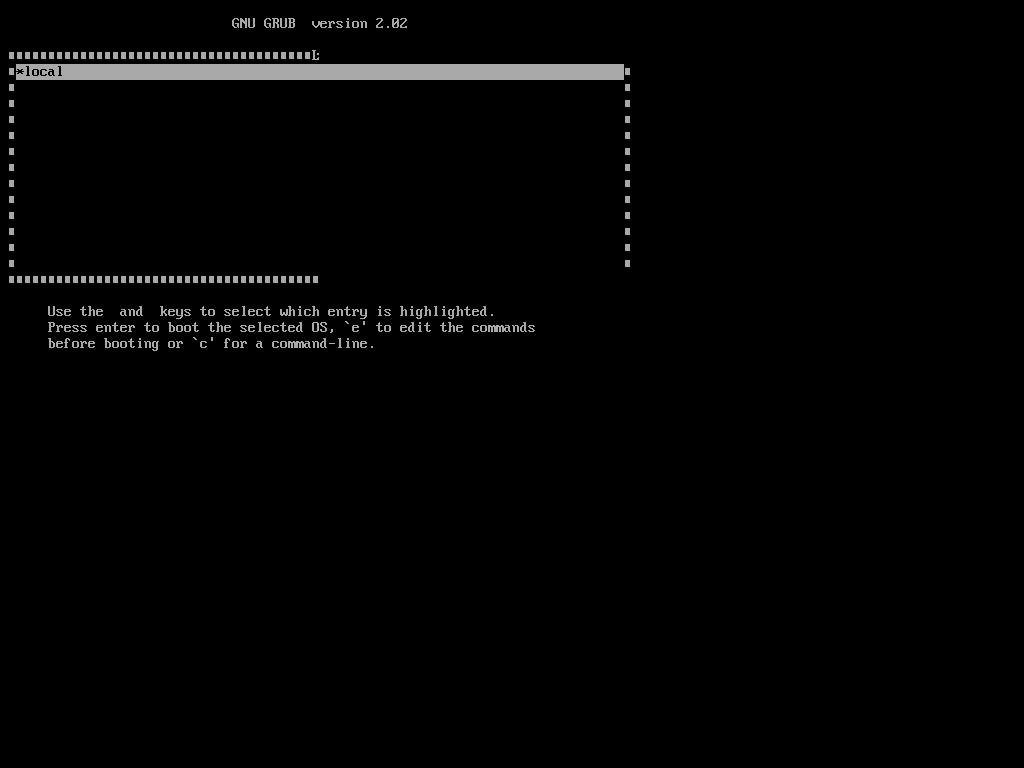 GNU GRUB  version 2.02
*local
Use the  and  keys to select which entry is highlighted.
Press enter to boot the selected OS, `e' to edit the commands
before booting or `c' for a command-line.